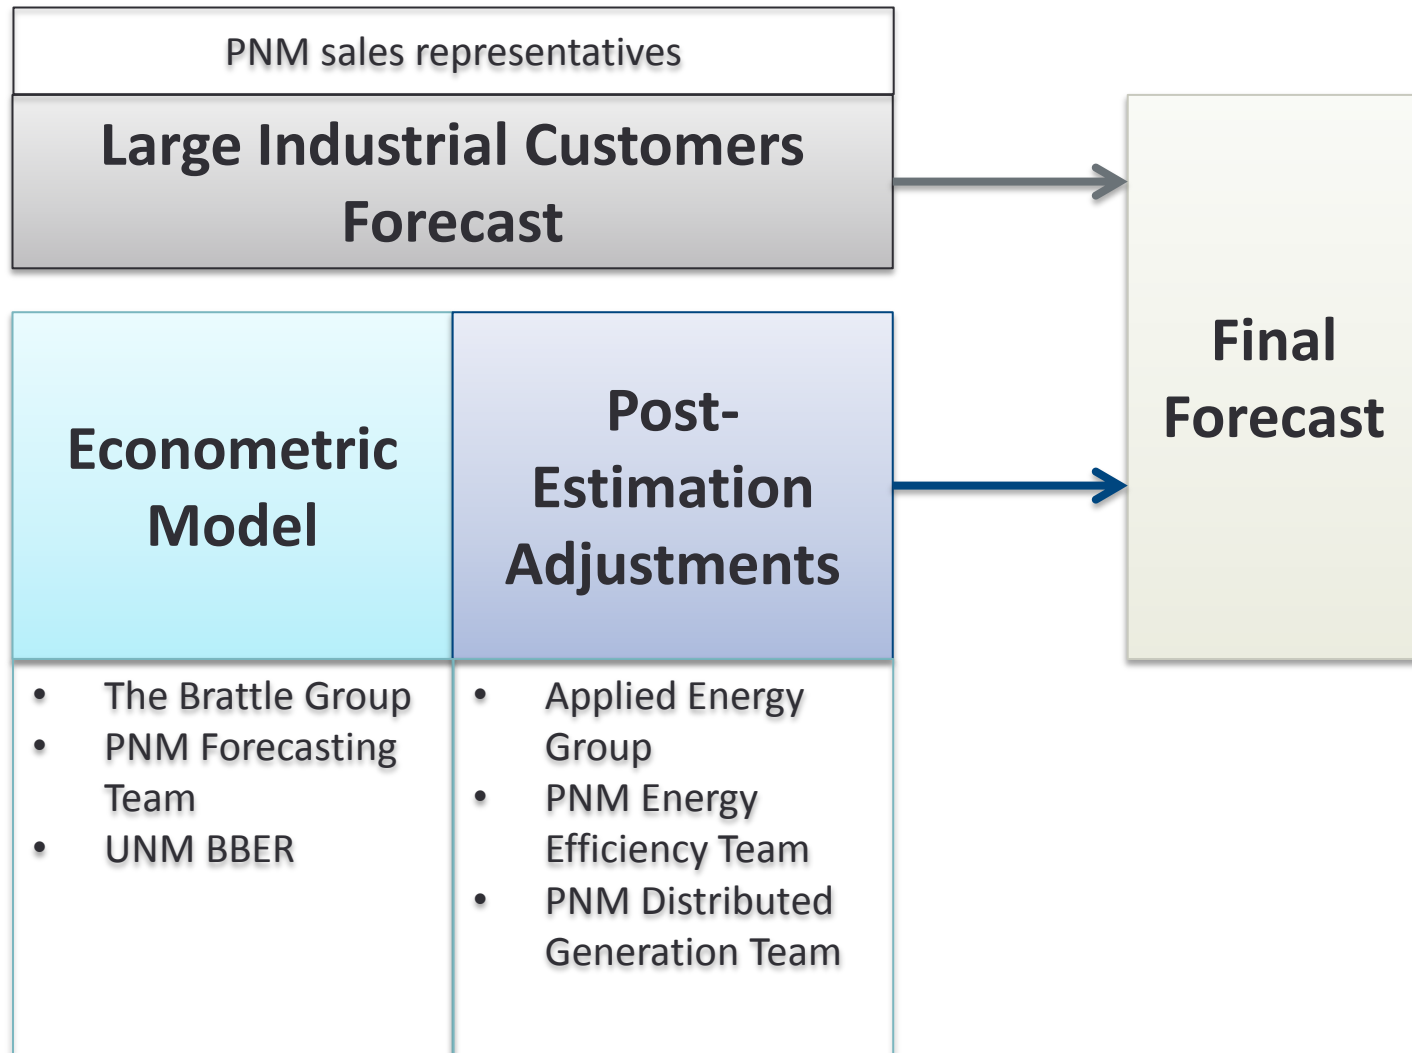 PNM sales representatives
Large Industrial Customers
Forecast
Econometric
Model
Post-
Estimation
Adjustments
Final
Forecast
• The Brattle Group
• PNM Forecasting
Team
• UNM BBER
• Applied Energy
Group
• PNM Energy
Efficiency Team
• PNM Distributed
Generation Team